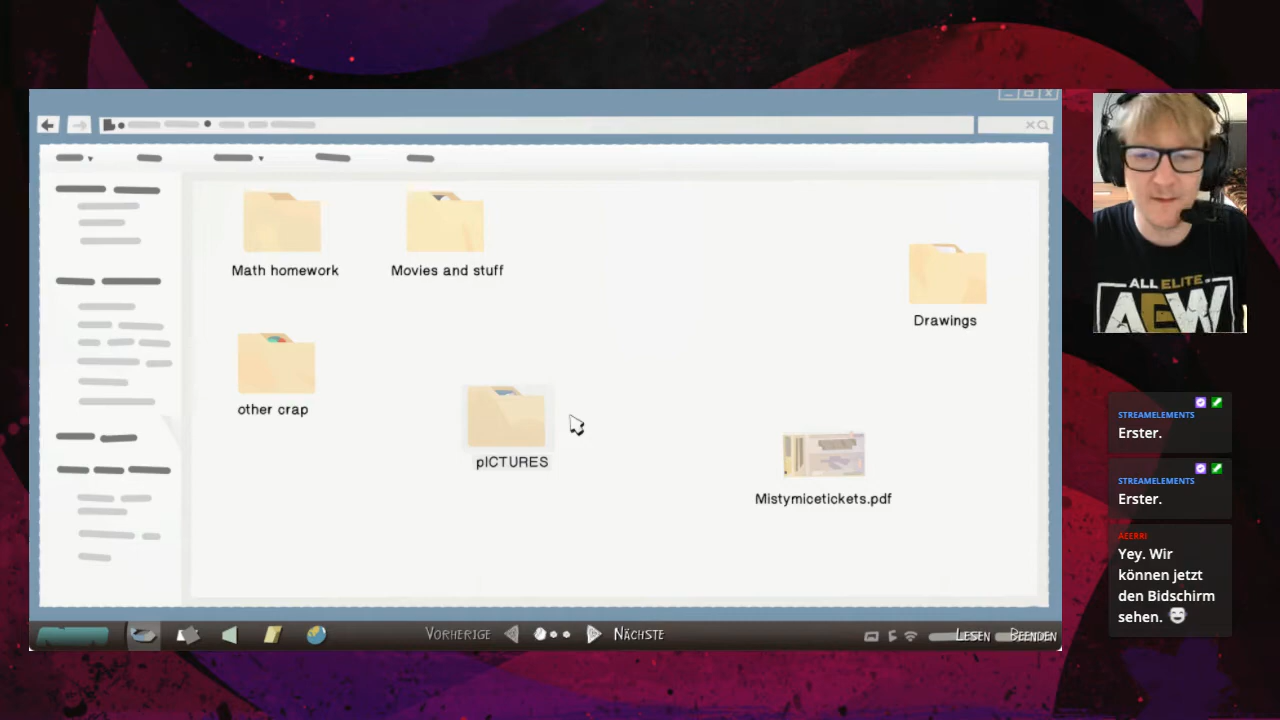 Math homework
Movies and stuff
Drawings
other crap
pICTURES
Mistymicetickets.pdf
VORHERIGE
NÄCHSTE
LESEN
BEENDEN
ALL ELITE
AEW
STREAMELEMENTS
Erster.
STREAMELEMENTS
Erster.
AEERRI
Yey. Wir
können jetzt
den Bidschirm
sehen.